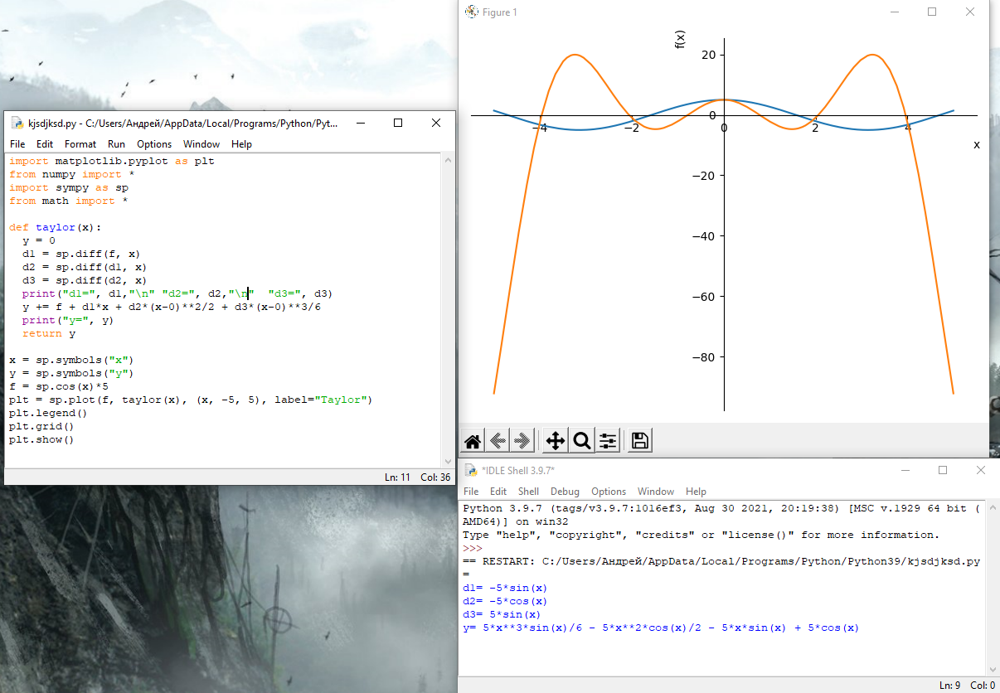 kjsdjksd.py - C:/Users/Андрей/AppData/Local/Programs/Python/Pyt...
File Edit Format Run Options Window Help
import matplotlib.pyplot as plt
from numpy import *
import sympy as sp
from math import *
def taylor(x):
  y = 0
  d1 = sp.diff(f, x)
  d2 = sp.diff(d1, x)
  d3 = sp.diff(d2, x)
  print("d1=", d1,"\n" "d2=", d2,"\n"  "d3=", d3)
  y += f + d1*x + d2*(x-0)**2/2 + d3*(x-0)**3/6
  print("y=", y)
  return y
x = sp.symbols("x")
y = sp.symbols("y")
f = sp.cos(x)*5
plt = sp.plot(f, taylor(x), (x, -5, 5), label="Taylor")
plt.legend()
plt.grid()
plt.show()
Ln: 11 Col: 36
Figure 1
f(x)
20
0
−4 −2 0 2 4
x
−20
−40
−60
−80
*IDLE Shell 3.9.7*
File Edit Shell Debug Options Window Help
Python 3.9.7 (tags/v3.9.7:1016ef3, Aug 30 2021, 20:19:38) [MSC v.1929 64 bit (
AMD64)] on win32
Type "help", "copyright", "credits" or "license()" for more information.
>>>
== RESTART: C:/Users/Андрей/AppData/Local/Programs/Python/Python39/kjsdjksd.py
=
d1= -5*sin(x)
d2= -5*cos(x)
d3= 5*sin(x)
y= 5*x**3*sin(x)/6 - 5*x**2*cos(x)/2 - 5*x*sin(x) + 5*cos(x)
Ln: 9 Col: 0